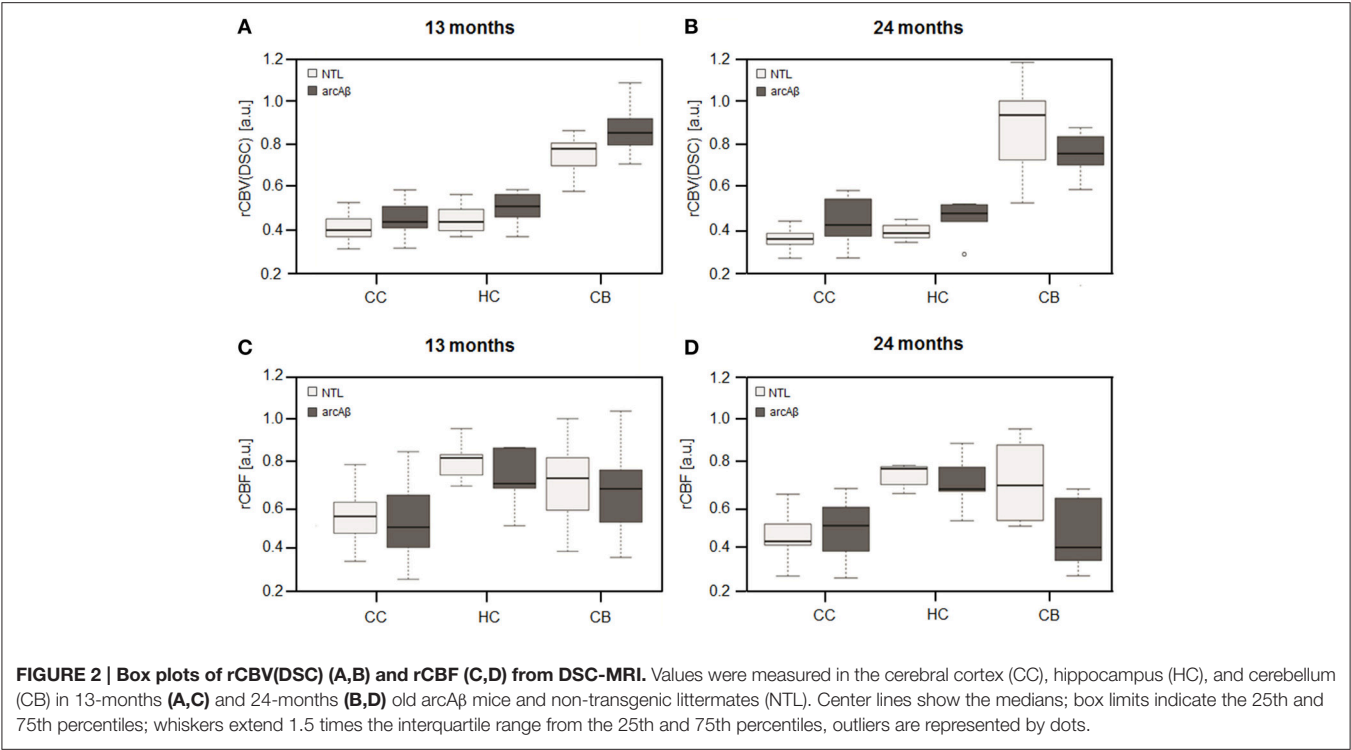 A
13 months
B
24 months
rCBV(DSC) [a.u.]
1.2
1.0
0.8
0.6
0.4
0.2
NTL
arcAβ
CC
HC
CB
rCBV(DSC) [a.u.]
1.2
1.0
0.8
0.6
0.4
0.2
NTL
arcAβ
CC
HC
CB
C
13 months
D
24 months
rCBF [a.u.]
1.2
1.0
0.8
0.6
0.4
0.2
NTL
arcAβ
CC
HC
CB
rCBF [a.u.]
1.2
1.0
0.8
0.6
0.4
0.2
NTL
arcAβ
CC
HC
CB
FIGURE 2 | Box plots of rCBV(DSC) (A,B) and rCBF (C,D) from DSC-MRI. Values were measured in the cerebral cortex (CC), hippocampus (HC), and cerebellum
(CB) in 13-months (A,C) and 24-months (B,D) old arcAβ mice and non-transgenic littermates (NTL). Center lines show the medians; box limits indicate the 25th and
75th percentiles; whiskers extend 1.5 times the interquartile range from the 25th and 75th percentiles, outliers are represented by dots.